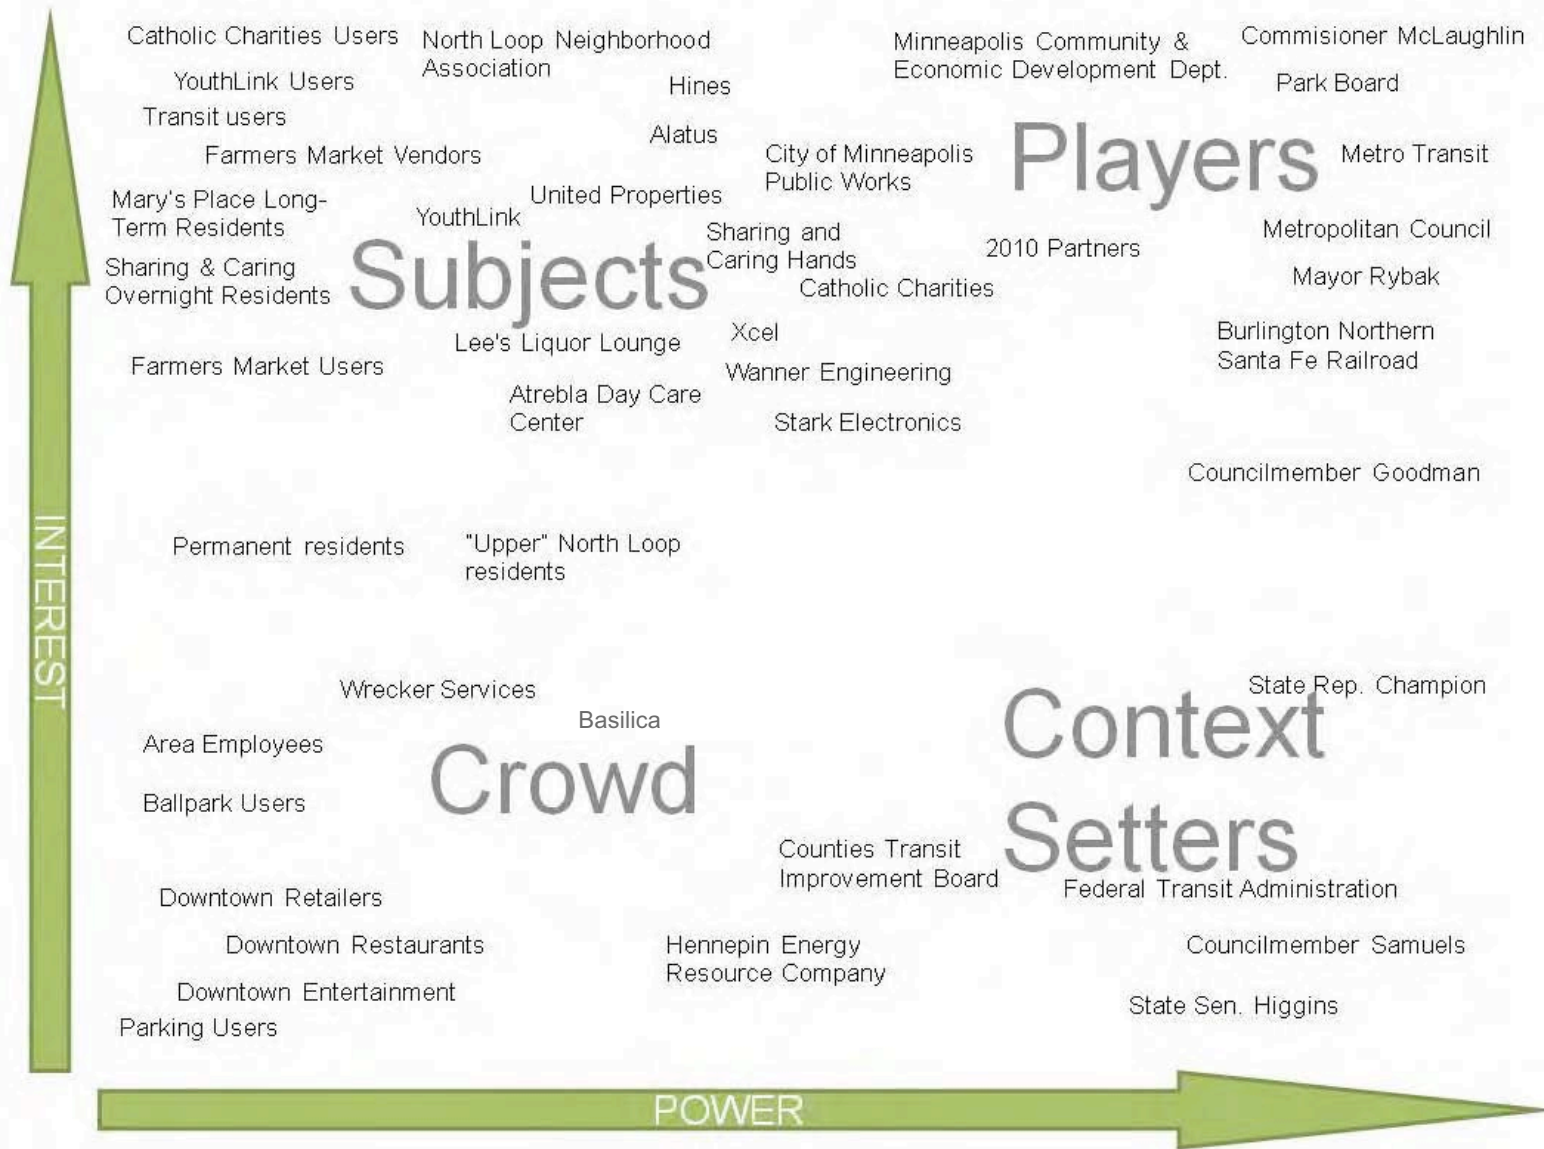 Catholic Charities Users
North Loop Neighborhood
Association
Minneapolis Community &
Economic Development Dept.
Commisioner McLaughlin
YouthLink Users
Hines
Park Board
Transit users
Alatus
Players
Farmers Market Vendors
City of Minneapolis
Public Works
Metro Transit
Mary's Place Long-
Term Residents
YouthLink
United Properties
Sharing and
Caring Hands
2010 Partners
Metropolitan Council
Sharing & Caring
Overnight Residents
Subjects
Catholic Charities
Mayor Rybak
Lee's Liquor Lounge
Xcel
Burlington Northern
Santa Fe Railroad
Farmers Market Users
Wanner Engineering
Atrebla Day Care
Center
Stark Electronics
Councilmember Goodman
INTEREST
Permanent residents
"Upper" North Loop
residents
Wrecker Services
State Rep. Champion
Basilica
Context
Setters
Area Employees
Crowd
Ballpark Users
Counties Transit
Improvement Board
Federal Transit Administration
Downtown Retailers
Downtown Restaurants
Hennepin Energy
Resource Company
Councilmember Samuels
Downtown Entertainment
State Sen. Higgins
Parking Users
POWER